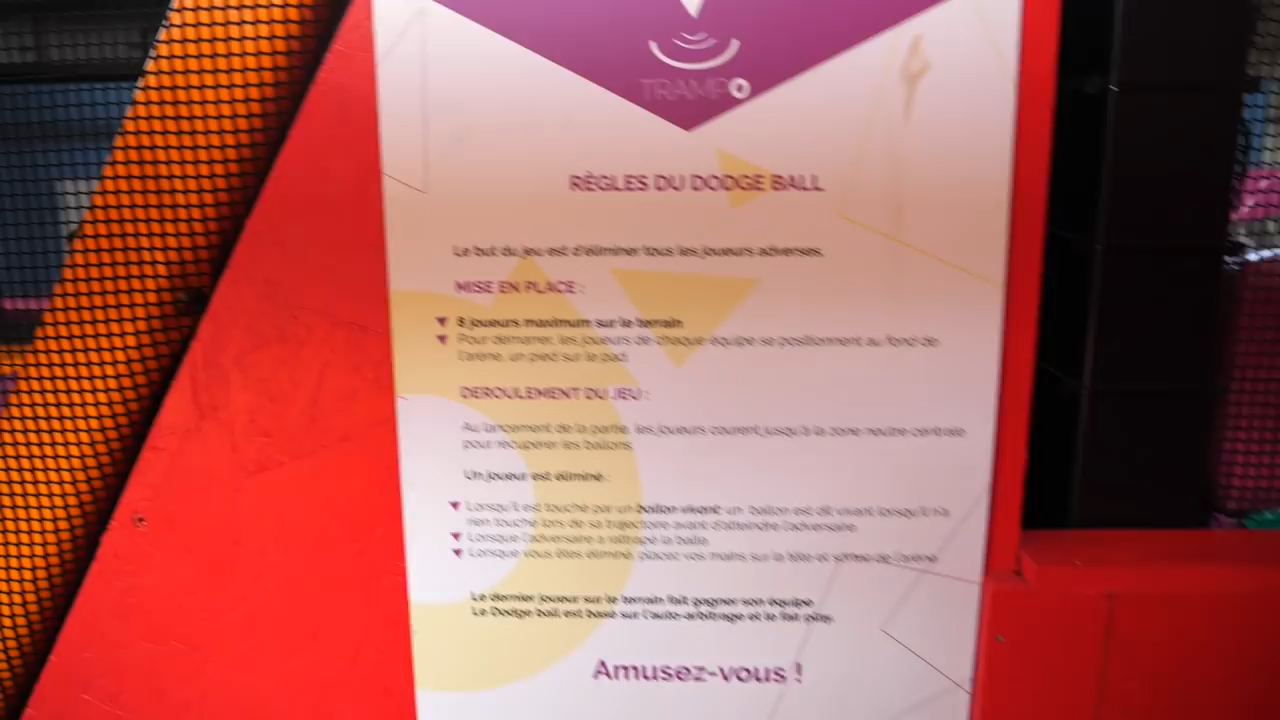 TRAMPO
RÈGLES DU DODGE BALL
Le but du jeu est d'éliminer tous les joueurs adverses.
MISE EN PLACE :
8 joueurs maximum sur le terrain
Pour démarrer, les joueurs de chaque équipe se positionnent au fond de
l'arène, un pied sur le pad.
DEROULEMENT DU JEU :
Au lancement de la partie, les joueurs courent jusqu'à la zone neutre centrale
pour récupérer les ballons.
Un joueur est éliminé :
Lorsqu'il est touché par un ballon vivant: un ballon est dit vivant lorsqu'il n'a
rien touché lors de sa trajectoire avant d'atteindre l'adversaire.
Lorsque l'adversaire a rattrapé la balle.
Lorsque vous êtes éliminé, placez vos mains sur la tête et sortez de l'arène.
Le dernier joueur sur le terrain fait gagner son équipe.
Le Dodge ball est basé sur l'auto-arbitrage et le fair play.
Amusez-vous !